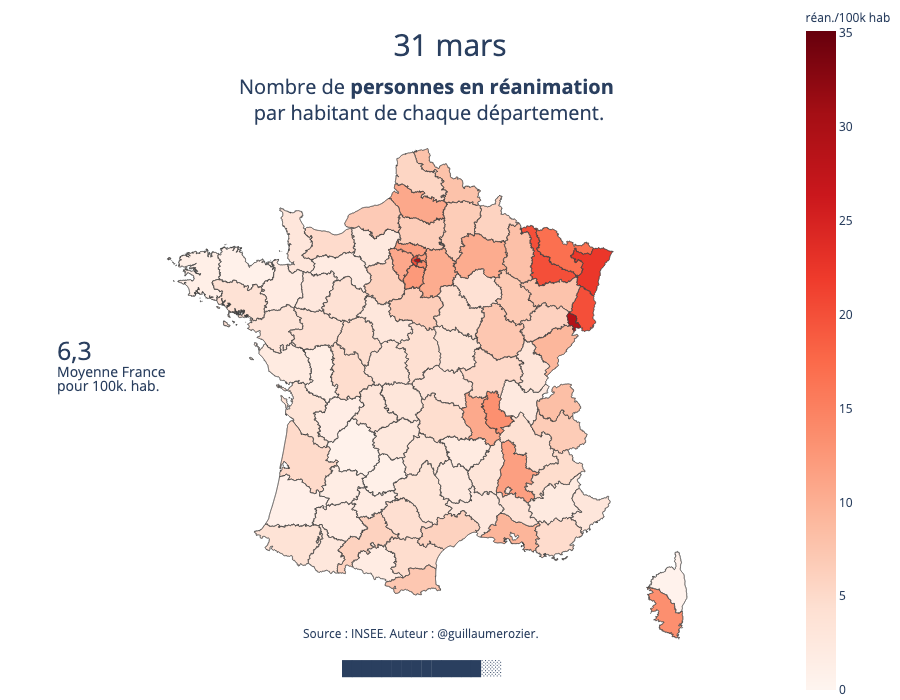 réan./100k hab
31 mars
Nombre de personnes en réanimation
par habitant de chaque département.
35
30
25
20
15
10
5
0
6,3
Moyenne France
pour 100k. hab.
Source : INSEE. Auteur : @guillaumerozier.